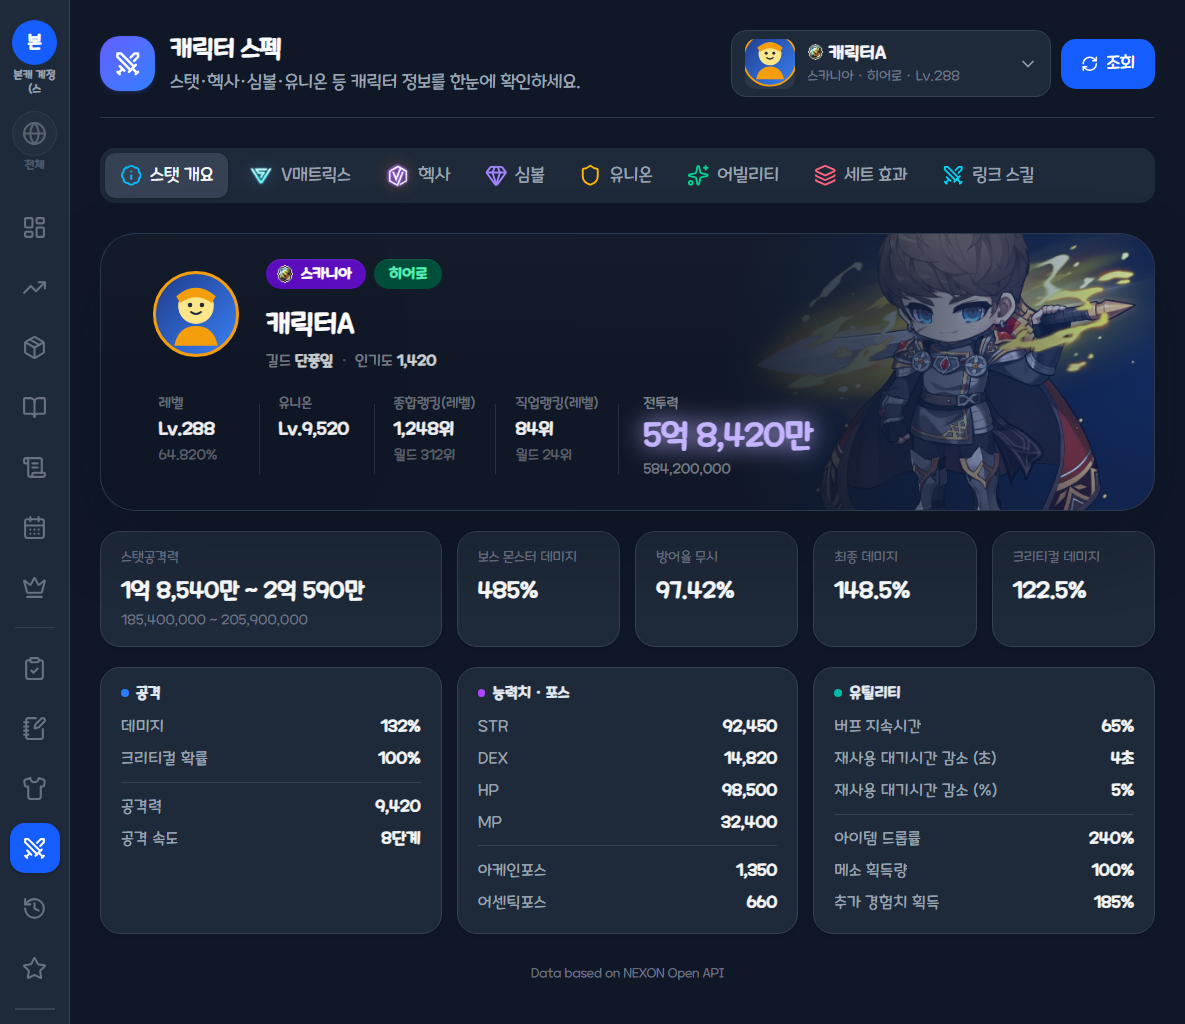 본
본캐 계정
(스
전체
캐릭터 스펙
스탯·헥사·심볼·유니온 등 캐릭터 정보를 한눈에 확인하세요.
캐릭터A
스카니아 · 히어로 · Lv.288
조회
스탯 개요
V매트릭스
헥사
심볼
유니온
어빌리티
세트 효과
링크 스킬
스카니아
히어로
캐릭터A
길드 단풍잎 · 인기도 1,420
레벨
Lv.288
64.820%
유니온
Lv.9,520
종합랭킹(레벨)
1,248위
월드 312위
직업랭킹(레벨)
84위
월드 24위
전투력
5억 8,420만
584,200,000
스탯공격력
1억 8,540만 ~ 2억 590만
185,400,000 ~ 205,900,000
보스 몬스터 데미지
485%
방어율 무시
97.42%
최종 데미지
148.5%
크리티컬 데미지
122.5%
공격
데미지 132%
크리티컬 확률 100%
공격력 9,420
공격 속도 8단계
능력치 · 포스
STR 92,450
DEX 14,820
HP 98,500
MP 32,400
아케인포스 1,350
어센틱포스 660
유틸리티
버프 지속시간 65%
재사용 대기시간 감소 (초) 4초
재사용 대기시간 감소 (%) 5%
아이템 드롭률 240%
메소 획득량 100%
추가 경험치 획득 185%
Data based on NEXON Open API